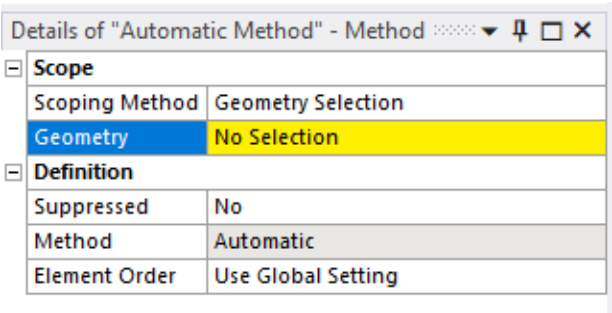 Details of "Automatic Method" - Method
Scope
Scoping Method Geometry Selection
Geometry No Selection
Definition
Suppressed No
Method Automatic
Element Order Use Global Setting